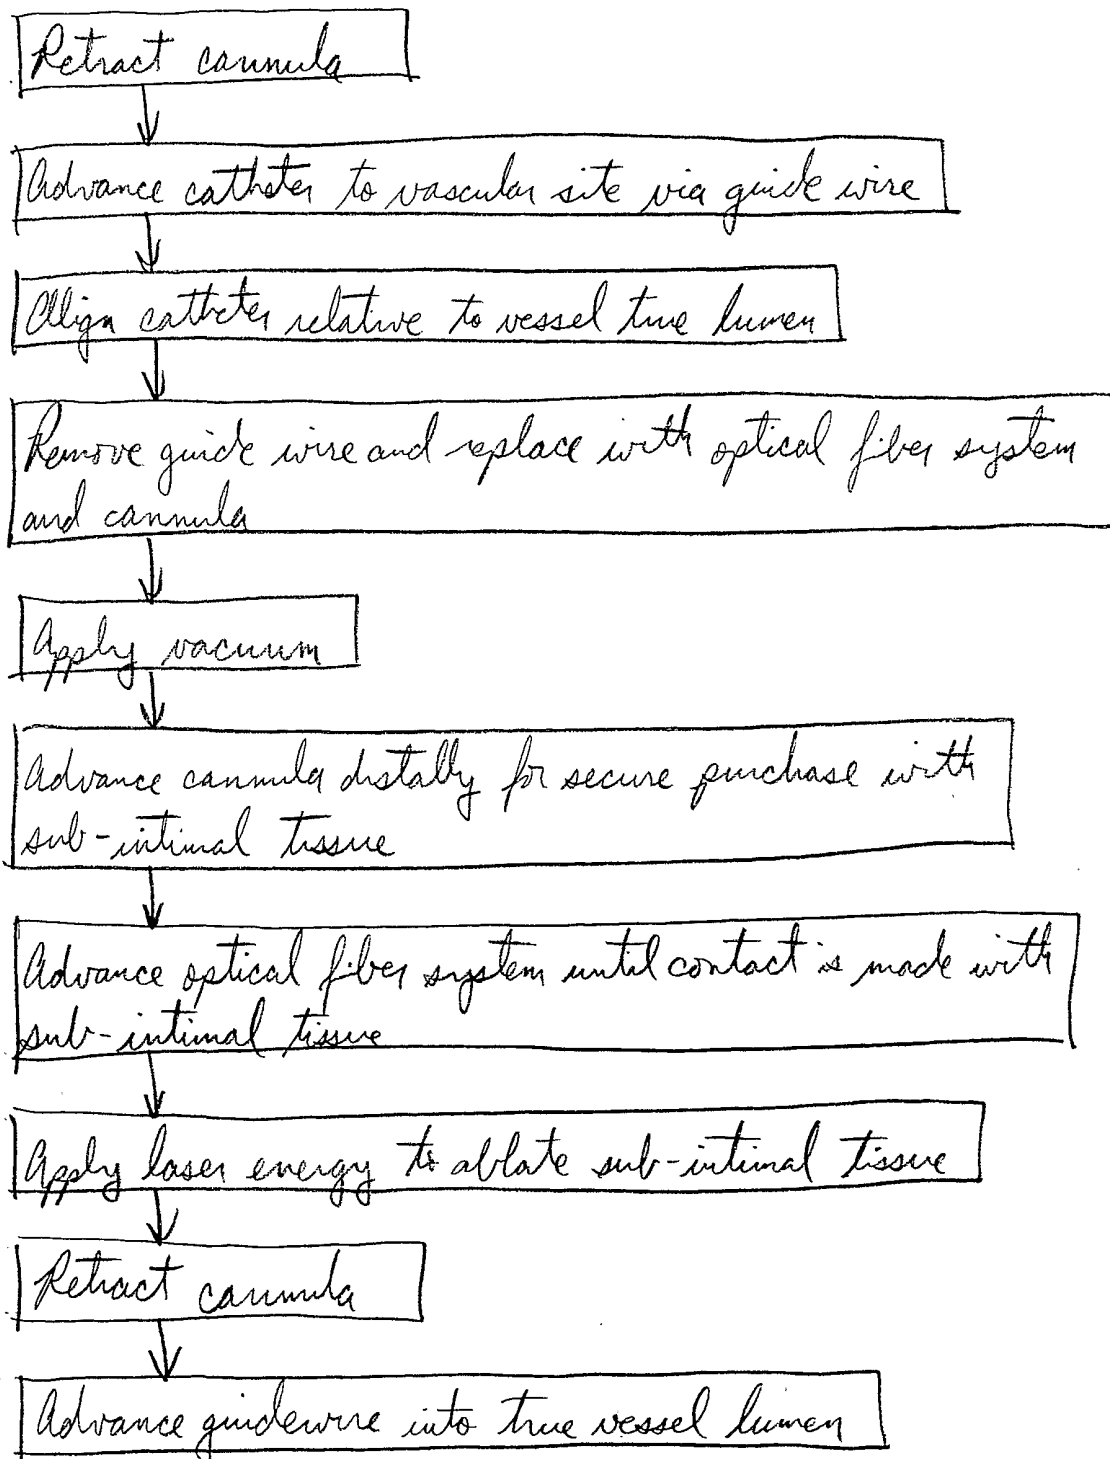 Retract cannula
Advance catheter to vascular site via guide wire
Align catheter relative to vessel true lumen
Remove guide wire and replace with optical fiber system
and cannula
Apply vacuum
Advance cannula distally for secure purchase with
sub-intimal tissue
Advance optical fiber system until contact is made with
sub-intimal tissue
Apply laser energy to ablate sub-intimal tissue
Retract cannula
Advance guidewire into true vessel lumen